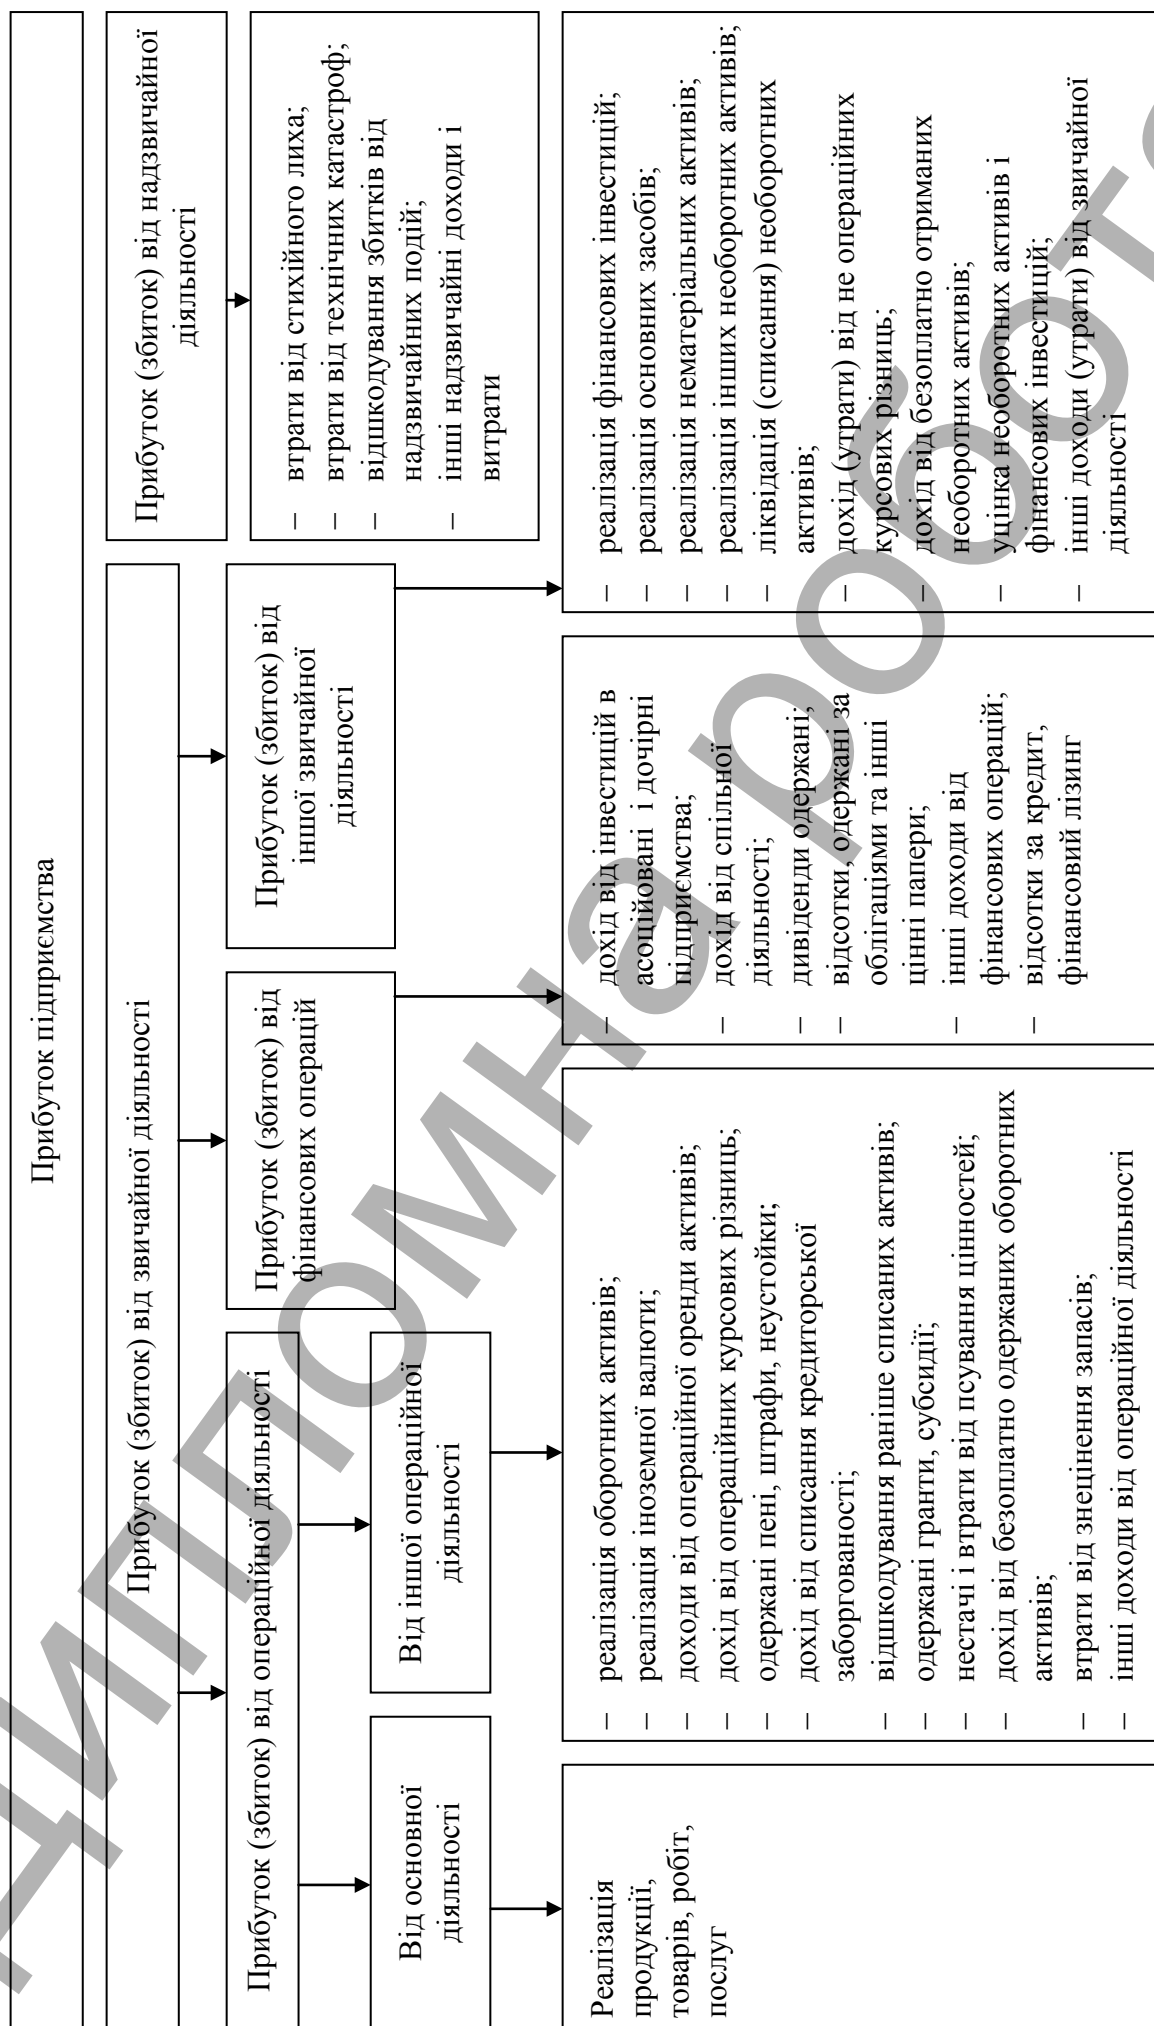 Прибуток підприємства
Прибуток (збиток) від звичайної діяльності
Прибуток (збиток) від надзвичайної
діяльності
Прибуток (збиток) від операційної діяльності
Прибуток (збиток) від
фінансових операцій
Прибуток (збиток) від
іншої звичайної
діяльності
– втрати від стихійного лиха;
– втрати від технічних катастроф;
– відшкодування збитків від
надзвичайних подій;
– інші надзвичайні доходи і
витрати
Від основної
діяльності
Від іншої операційної
діяльності
Реалізація
продукції,
товарів, робіт,
послуг
– реалізація оборотних активів;
– реалізація іноземної валюти;
– доходи від операційної оренди активів;
– дохід від операційних курсових різниць;
– одержані пені, штрафи, неустойки;
– дохід від списання кредиторської
заборгованості;
– відшкодування раніше списаних активів;
– одержані гранти, субсидії;
– нестачі і втрати від псування цінностей;
– дохід від безоплатно одержаних оборотних
активів;
– втрати від знецінення запасів;
– інші доходи від операційної діяльності
– дохід від інвестицій в
асоційовані і дочірні
підприємства;
– дохід від спільної
діяльності;
– дивіденди одержані;
– відсотки, одержані за
облігаціями та інші
цінні папери;
– інші доходи від
фінансових операцій;
– відсотки за кредит,
фінансовий лізинг
– реалізація фінансових інвестицій;
– реалізація основних засобів;
– реалізація нематеріальних активів;
– реалізація інших необоротних активів;
– ліквідація (списання) необоротних
активів;
– дохід (утрати) від не операційних
курсових різниць;
– дохід від безоплатно отриманих
необоротних активів;
– уцінка необоротних активів і
фінансових інвестицій;
– інші доходи (утрати) від звичайної
діяльності
дипломна робот